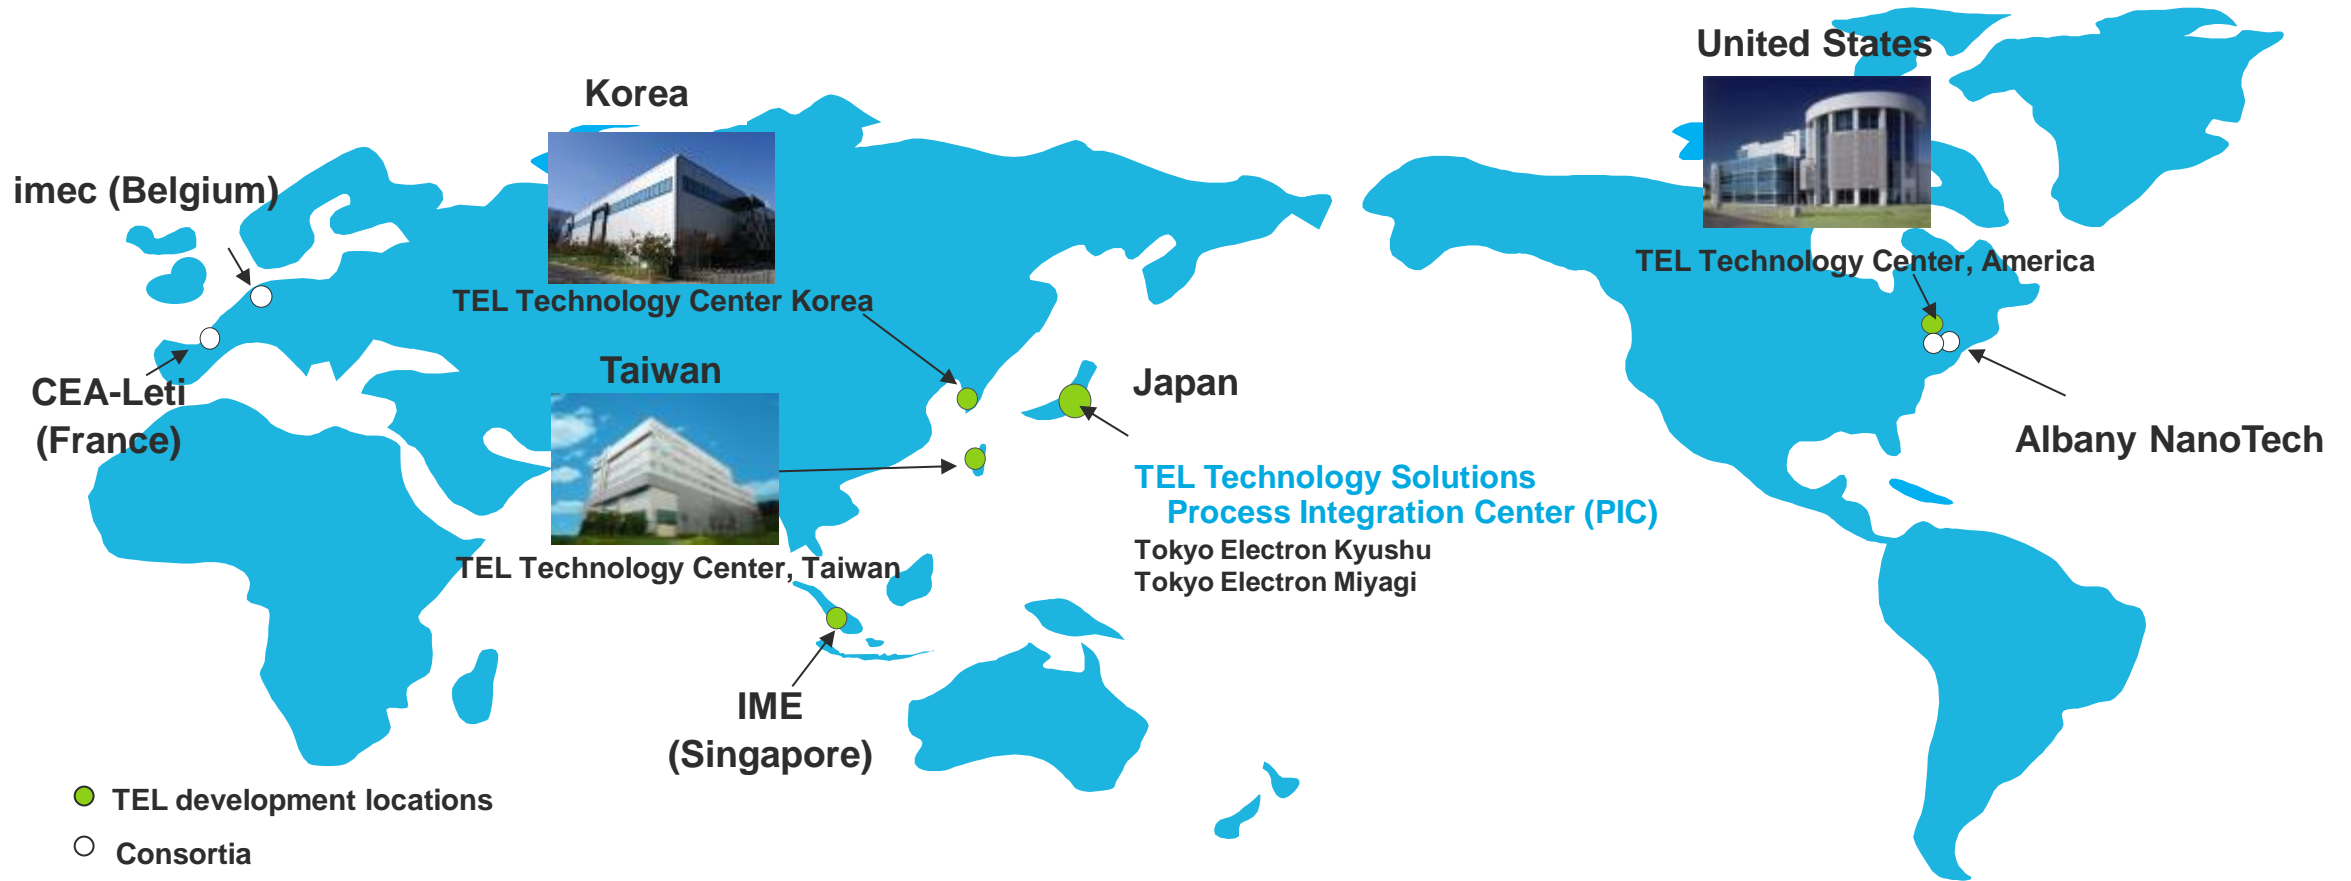 United States
Korea
imec (Belgium)
TEL Technology Center, America
TEL Technology Center Korea
Taiwan
Japan
CEA-Leti
(France)
Albany NanoTech
TEL Technology Solutions
Process Integration Center (PIC)
Tokyo Electron Kyushu
Tokyo Electron Miyagi
TEL Technology Center, Taiwan
IME
(Singapore)
TEL development locations
Consortia